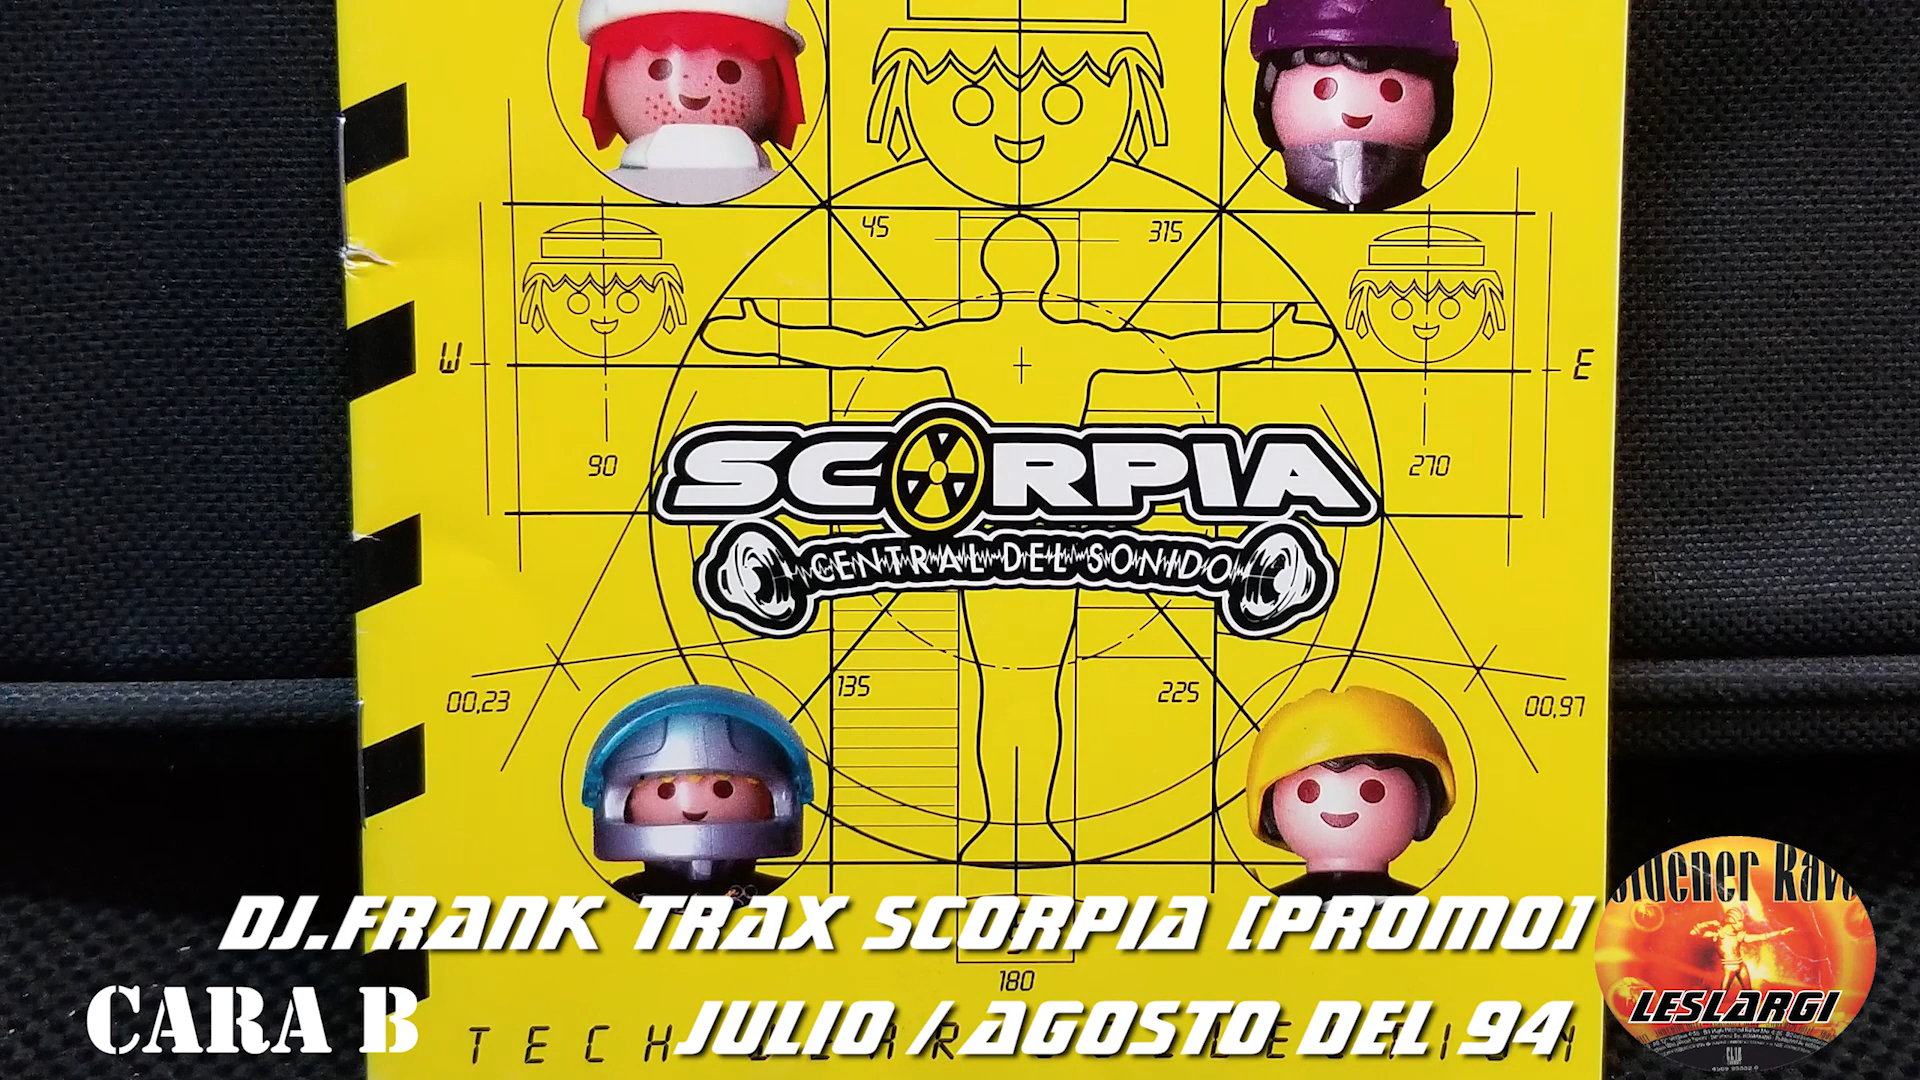 45
315
W
E
90
270
SCORPIA
CENTRAL DEL SONIDO
135
225
00,23
00,97
DJ.FRANK TRAX SCORPIA (PROMO)
180
CARA B
JULIO / AGOSTO DEL 94
TECH
LESLARGI